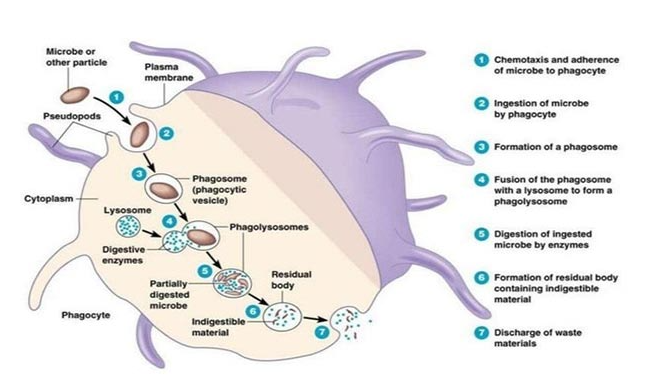 Microbe or
other particle
Plasma
membrane
1
Pseudopods
2
3
Phagosome
(phagocytic
vesicle)
Cytoplasm
Lysosome
4
Phagolysosomes
Digestive
enzymes
5
Partially
digested
microbe
Residual
body
6
Indigestible
material
7
Phagocyte
1 Chemotaxis and adherence
of microbe to phagocyte
2 Ingestion of microbe
by phagocyte
3 Formation of a phagosome
4 Fusion of the phagosome
with a lysosome to form a
phagolysosome
5 Digestion of ingested
microbe by enzymes
6 Formation of residual body
containing indigestible
material
7 Discharge of waste
materials